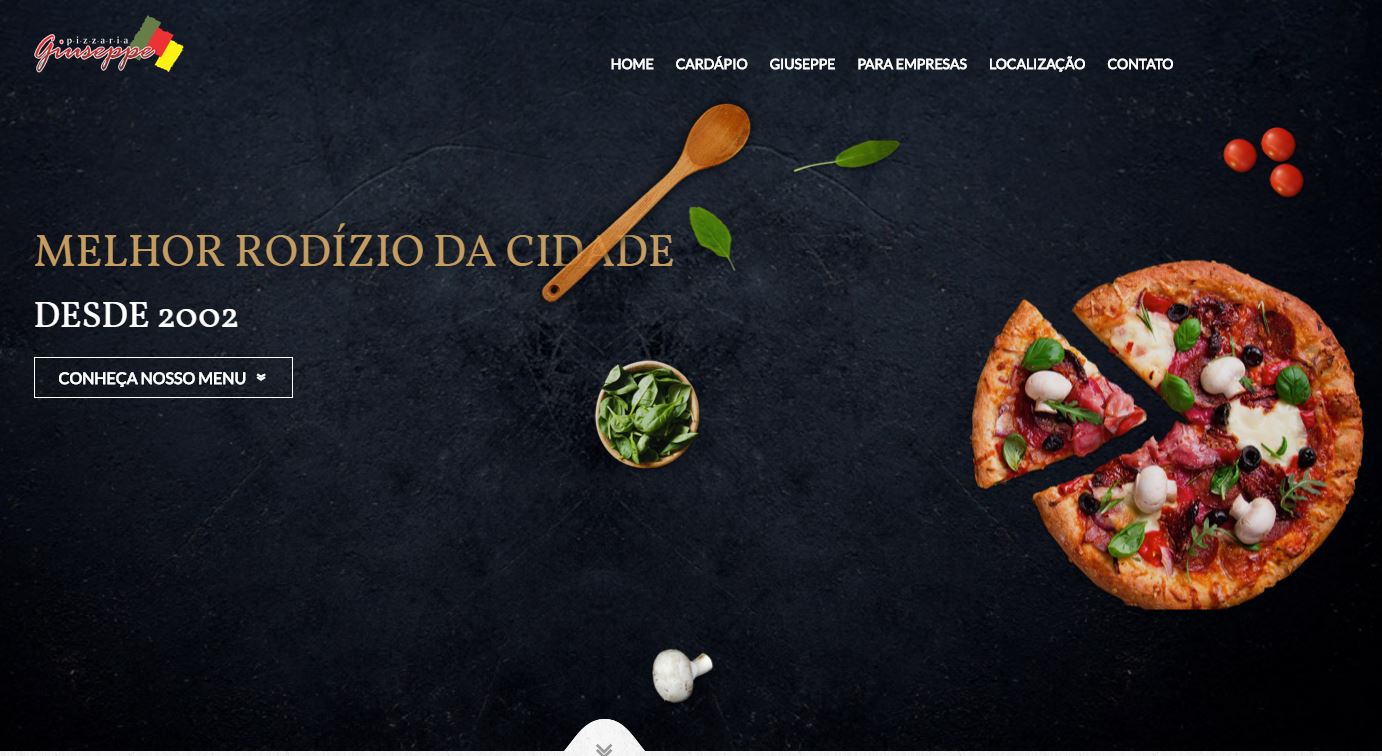 pizzaria
Giuseppe
HOME CARDÁPIO GIUSEPPE PARA EMPRESAS LOCALIZAÇÃO CONTATO
MELHOR RODÍZIO DA CIDADE
DESDE 2002
CONHEÇA NOSSO MENU